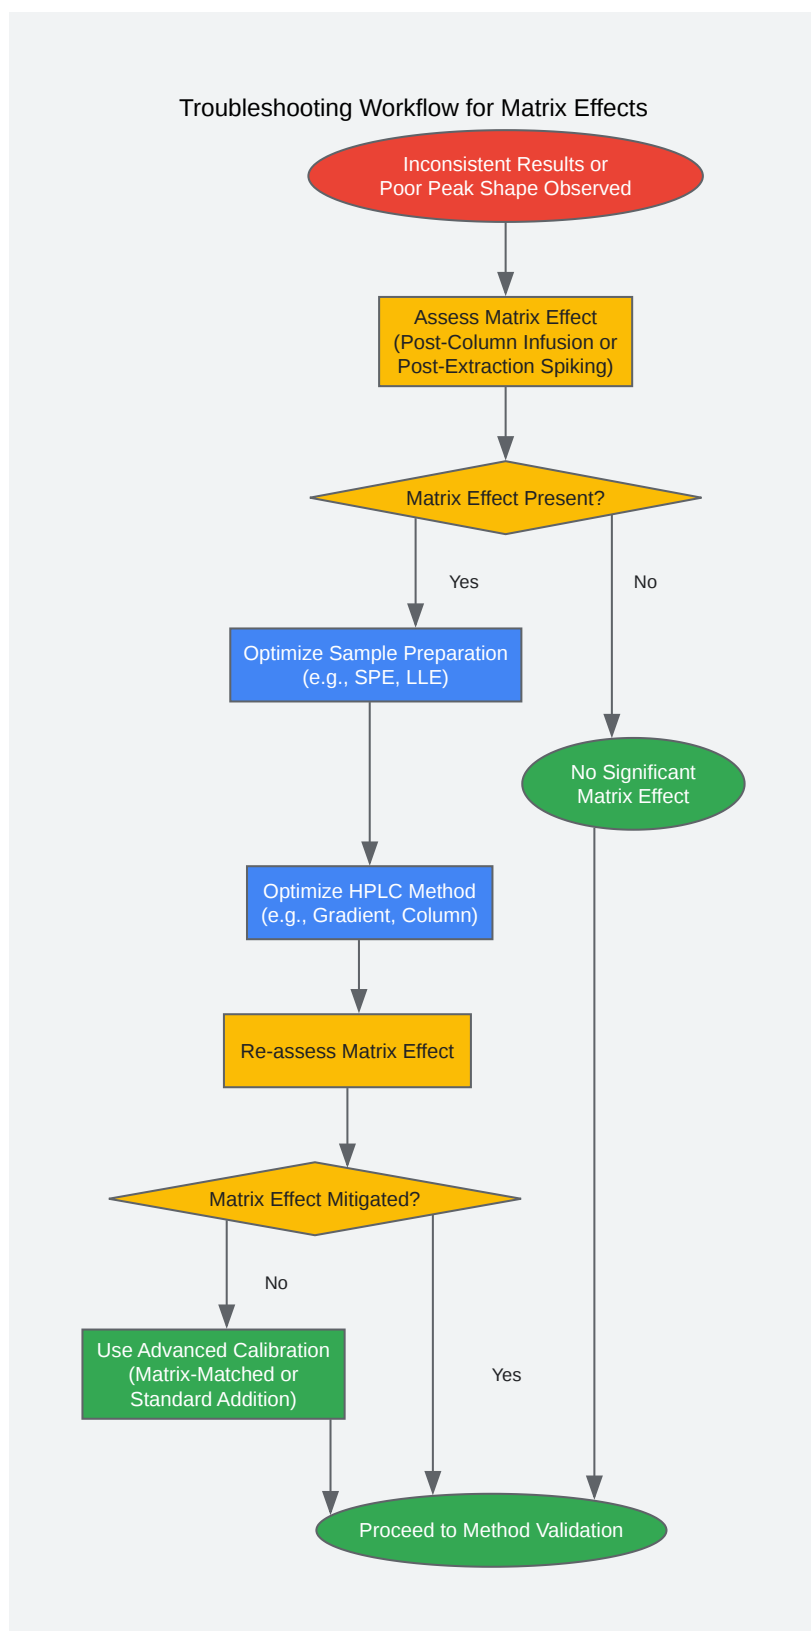 Troubleshooting Workflow for Matrix Effects
Inconsistent Results or
Poor Peak Shape Observed
Assess Matrix Effect
(Post-Column Infusion or
Post-Extraction Spiking)
Matrix Effect Present?
Yes
No
Optimize Sample Preparation
(e.g., SPE, LLE)
No Significant
Matrix Effect
Optimize HPLC Method
(e.g., Gradient, Column)
Re-assess Matrix Effect
Matrix Effect Mitigated?
No
Use Advanced Calibration
(Matrix-Matched or
Standard Addition)
Yes
Proceed to Method Validation